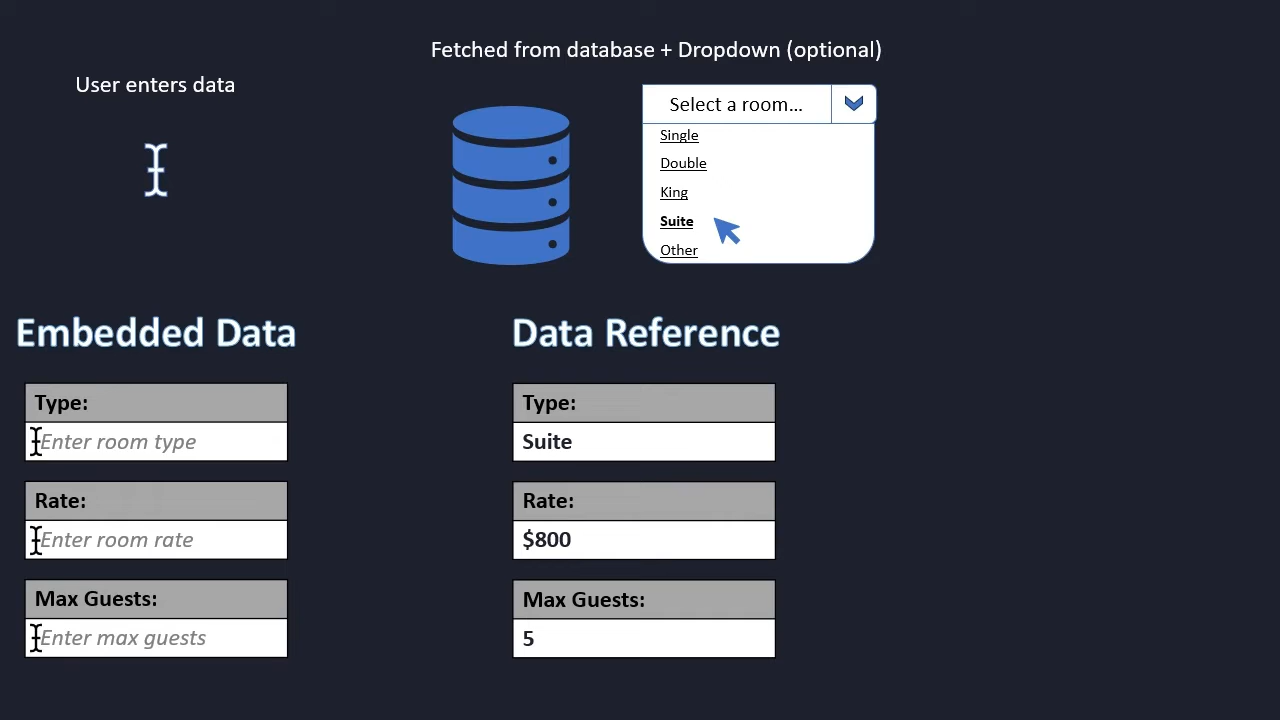 Fetched from database + Dropdown (optional)
User enters data
Select a room...
Single
Double
King
Suite
Other
Embedded Data
Type:
Enter room type
Rate:
Enter room rate
Max Guests:
Enter max guests
Data Reference
Type:
Suite
Rate:
$800
Max Guests:
5